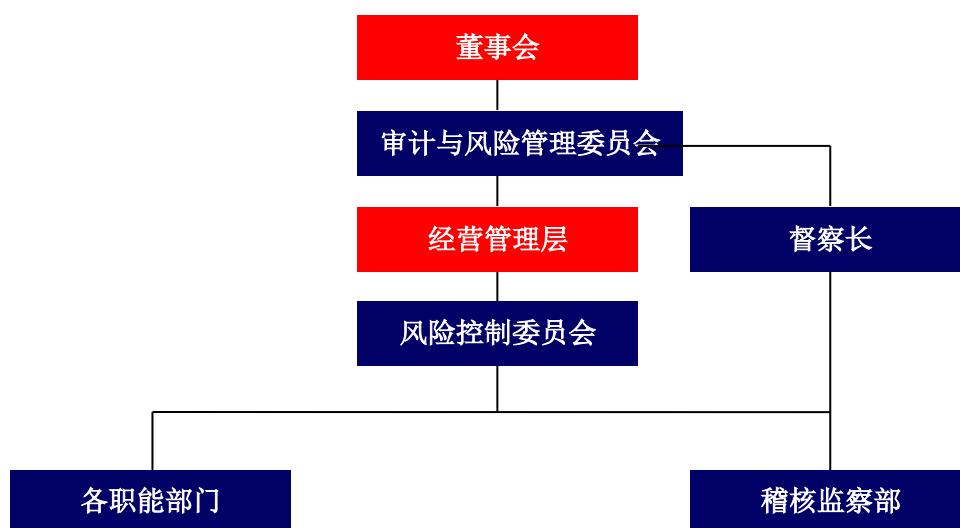 董事会
审计与风险管理委员会
经营管理层
督察长
风险控制委员会
各职能部门
稽核监察部